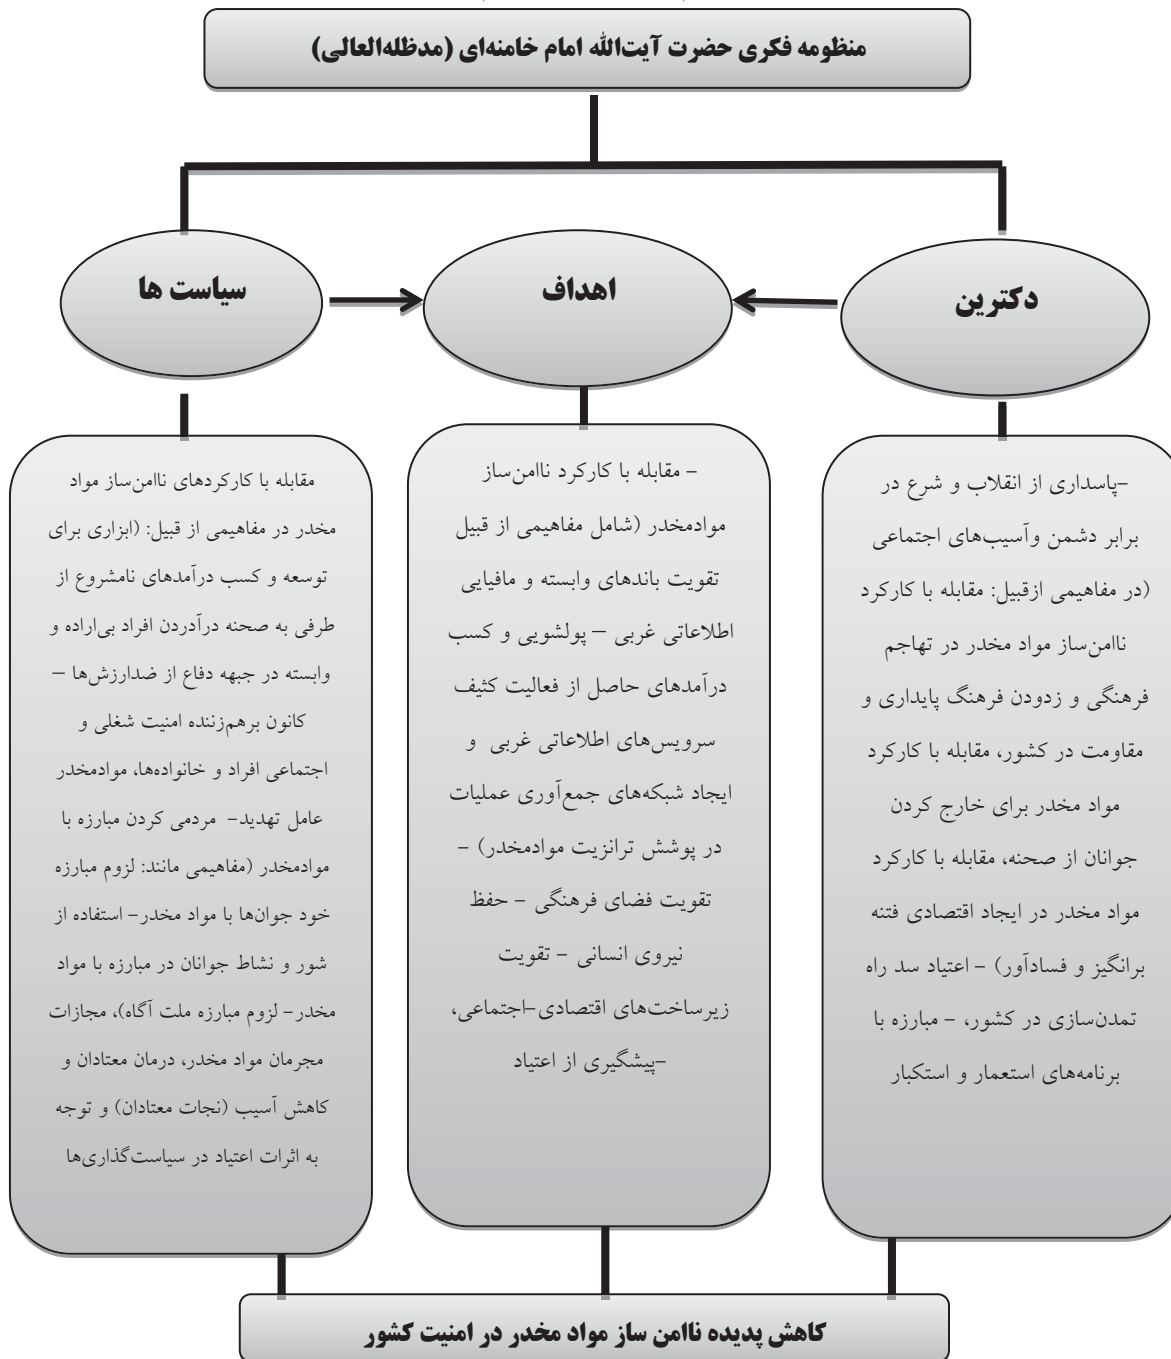 منظومه فکری حضرت آیت‌الله امام خامنه‌ای (مدظله‌العالی)
دکترین
اهداف
سیاست ها
-پاسداری از انقلاب و شرع در
برابر دشمن وآسیب‌های اجتماعی
(در مفاهیمی ازقبیل: مقابله با کارکرد
ناامن‌ساز مواد مخدر در تهاجم
فرهنگی و زدودن فرهنگ پایداری و
مقاومت در کشور، مقابله با کارکرد
مواد مخدر برای خارج کردن
جوانان از صحنه، مقابله با کارکرد
مواد مخدر در ایجاد اقتصادی فتنه
برانگیز و فسادآور) - اعتیاد سد راه
تمدن‌سازی در کشور، - مبارزه با
برنامه‌های استعمار و استکبار
- مقابله با کارکرد ناامن‌ساز
موادمخدر (شامل مفاهیمی از قبیل
تقویت باندهای وابسته و مافیایی
اطلاعاتی غربی – پولشویی و کسب
درآمدهای حاصل از فعالیت کثیف
سرویس‌های اطلاعاتی غربی و
ایجاد شبکه‌های جمع‌آوری عملیات
در پوشش ترانزیت موادمخدر) -
تقویت فضای فرهنگی - حفظ
نیروی انسانی - تقویت
زیرساخت‌های اقتصادی-اجتماعی،
-پیشگیری از اعتیاد
مقابله با کارکردهای ناامن‌ساز مواد
مخدر در مفاهیمی از قبیل: (ابزاری برای
توسعه و کسب درآمدهای نامشروع از
طرفی به صحنه درآدردن افراد بی‌اراده و
وابسته در جبهه دفاع از ضدارزش‌ها –
کانون برهم‌زننده امنیت شغلی و
اجتماعی افراد و خانواده‌ها، موادمخدر
عامل تهدید- مردمی کردن مبارزه با
موادمخدر (مفاهیمی مانند: لزوم مبارزه
خود جوان‌ها با مواد مخدر- استفاده از
شور و نشاط جوانان در مبارزه با مواد
مخدر- لزوم مبارزه ملت آگاه)، مجازات
مجرمان مواد مخدر، درمان معتادان و
کاهش آسیب (نجات معتادان) و توجه
به اثرات اعتیاد در سیاست‌گذاری‌ها
کاهش پدیده ناامن ساز مواد مخدر در امنیت کشور